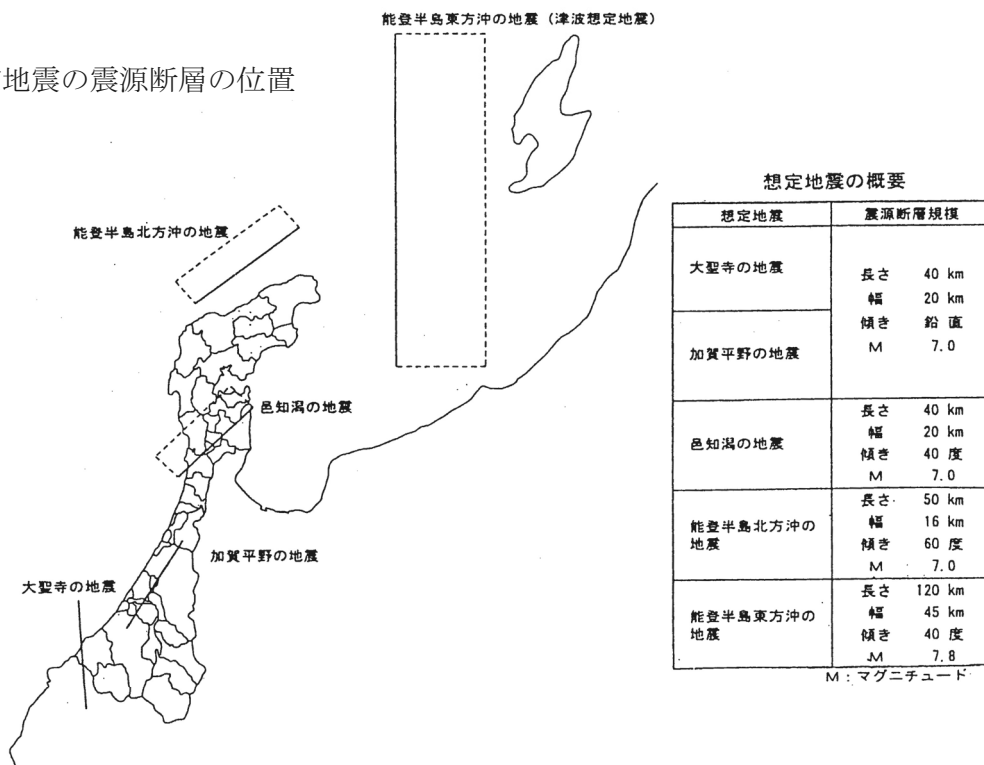 能登半島東方沖の地震（津波想定地震）
地震の震源断層の位置
能登半島北方沖の地震
邑知潟の地震
加賀平野の地震
大聖寺の地震
想定地震の概要
想定地震 震源断層規模
大聖寺の地震
加賀平野の地震
長さ 40 km
幅 20 km
傾き 鉛直
M 7.0
邑知潟の地震
長さ 40 km
幅 20 km
傾き 40 度
M 7.0
能登半島北方沖の
地震
長さ 50 km
幅 16 km
傾き 60 度
M 7.0
能登半島東方沖の
地震
長さ 120 km
幅 45 km
傾き 40 度
M 7.8
M：マグニチュード